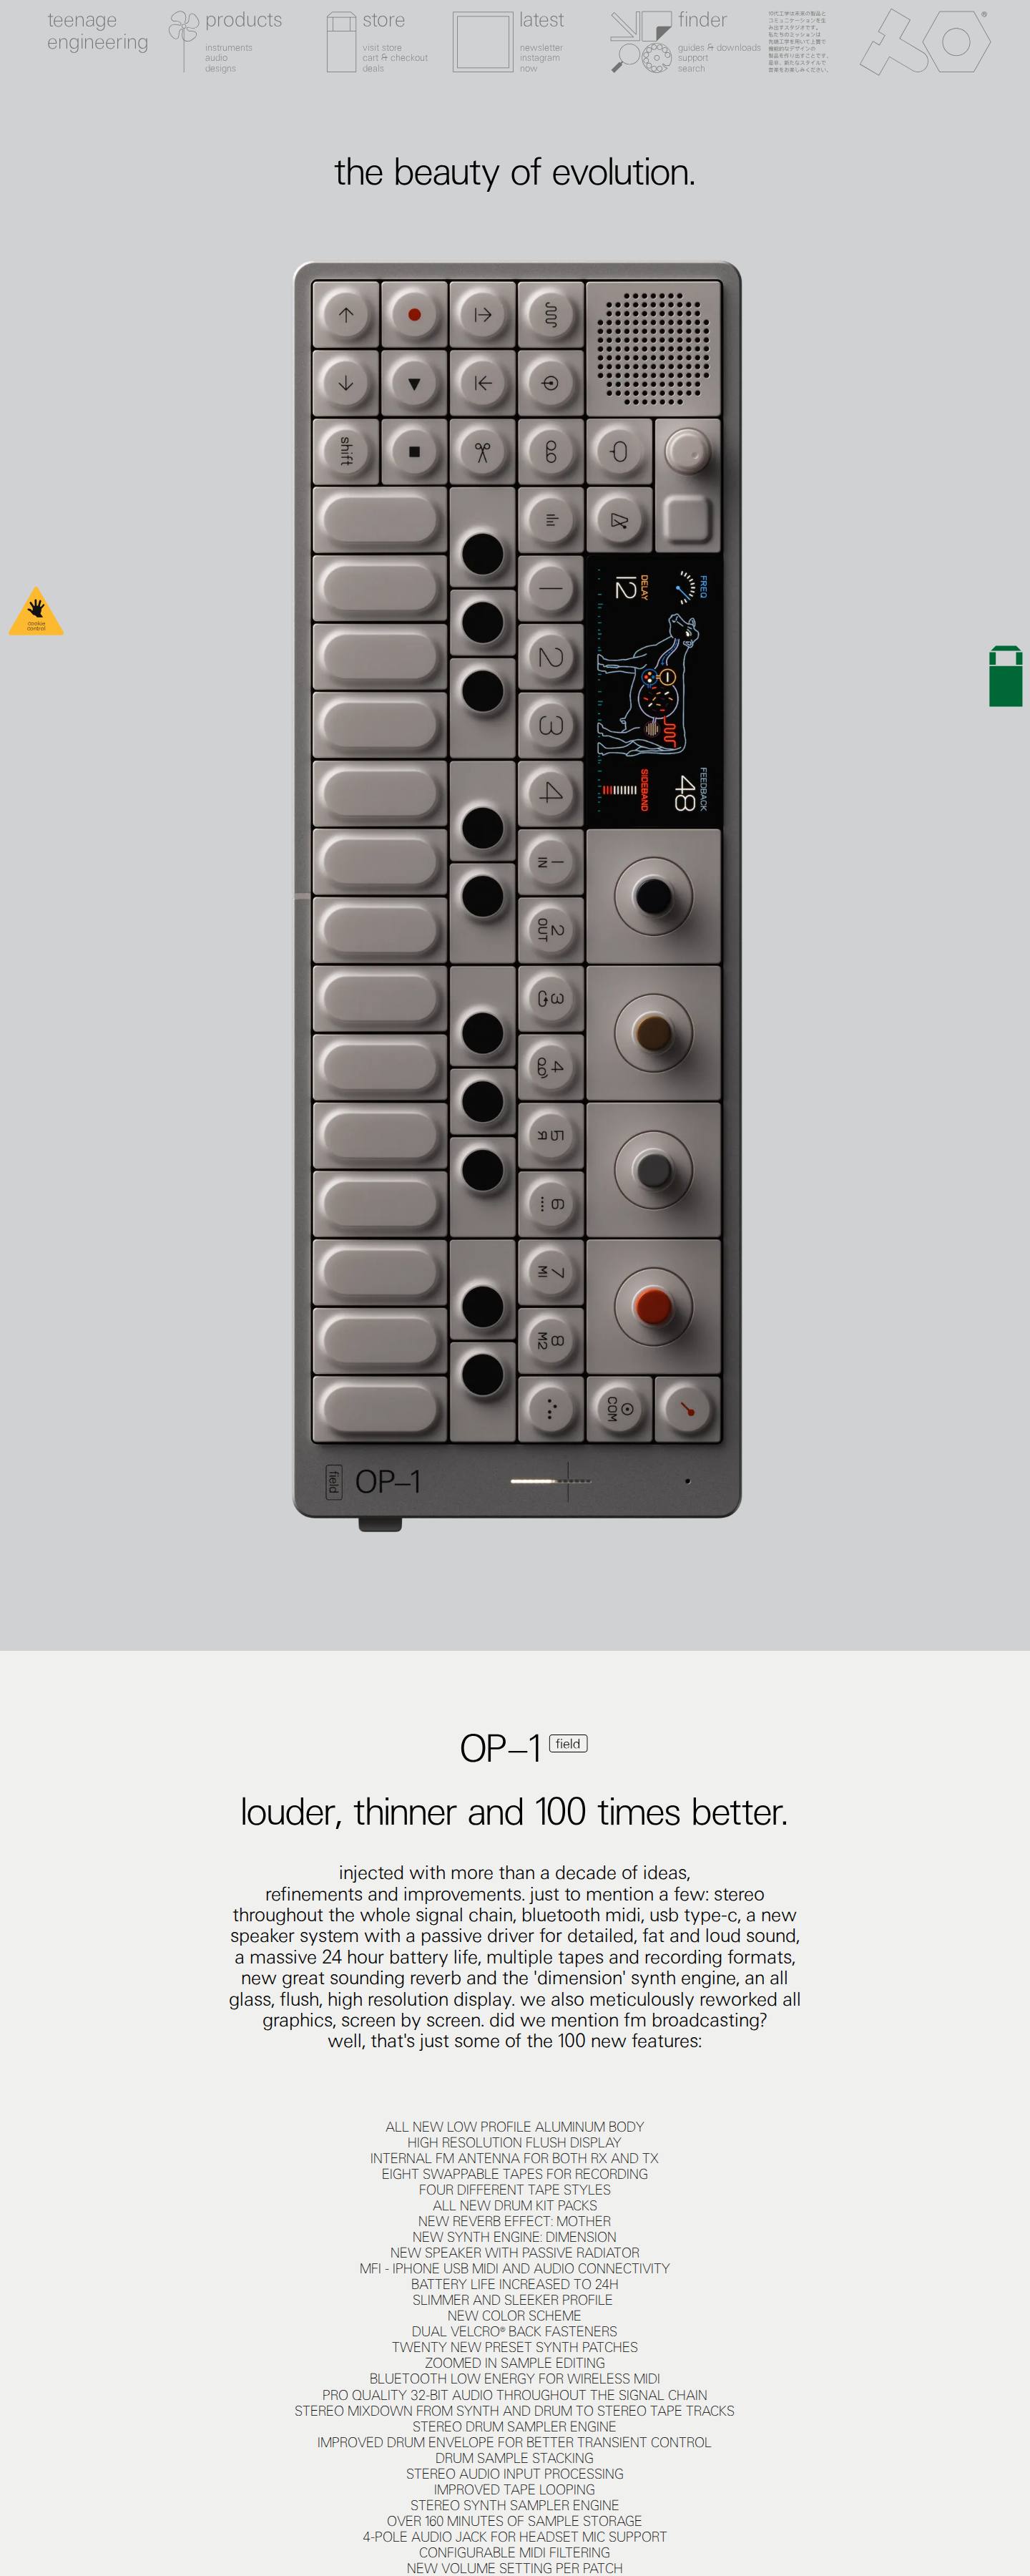 teenage
engineering
products
instruments
audio
designs
store
visit store
cart & checkout
deals
latest
newsletter
instagram
now
finder
guides & downloads
support
search
®
the beauty of evolution.
shift
FREQ
DELAY
12
FEEDBACK
48
SIDEBAND
1
2
3
4
1
IN
2
OUT
3
4
5
6
7
M1
8
M2
COM
field
OP–1
cookie
control
OP–1 field
louder, thinner and 100 times better.
injected with more than a decade of ideas,
refinements and improvements. just to mention a few: stereo
throughout the whole signal chain, bluetooth midi, usb type-c, a new
speaker system with a passive driver for detailed, fat and loud sound,
a massive 24 hour battery life, multiple tapes and recording formats,
new great sounding reverb and the 'dimension' synth engine, an all
glass, flush, high resolution display. we also meticulously reworked all
graphics, screen by screen. did we mention fm broadcasting?
well, that's just some of the 100 new features:
ALL NEW LOW PROFILE ALUMINUM BODY
HIGH RESOLUTION FLUSH DISPLAY
INTERNAL FM ANTENNA FOR BOTH RX AND TX
EIGHT SWAPPABLE TAPES FOR RECORDING
FOUR DIFFERENT TAPE STYLES
ALL NEW DRUM KIT PACKS
NEW REVERB EFFECT: MOTHER
NEW SYNTH ENGINE: DIMENSION
NEW SPEAKER WITH PASSIVE RADIATOR
MFI - IPHONE USB MIDI AND AUDIO CONNECTIVITY
BATTERY LIFE INCREASED TO 24H
SLIMMER AND SLEEKER PROFILE
NEW COLOR SCHEME
DUAL VELCRO® BACK FASTENERS
TWENTY NEW PRESET SYNTH PATCHES
ZOOMED IN SAMPLE EDITING
BLUETOOTH LOW ENERGY FOR WIRELESS MIDI
PRO QUALITY 32-BIT AUDIO THROUGHOUT THE SIGNAL CHAIN
STEREO MIXDOWN FROM SYNTH AND DRUM TO STEREO TAPE TRACKS
STEREO DRUM SAMPLER ENGINE
IMPROVED DRUM ENVELOPE FOR BETTER TRANSIENT CONTROL
DRUM SAMPLE STACKING
STEREO AUDIO INPUT PROCESSING
IMPROVED TAPE LOOPING
STEREO SYNTH SAMPLER ENGINE
OVER 160 MINUTES OF SAMPLE STORAGE
4-POLE AUDIO JACK FOR HEADSET MIC SUPPORT
CONFIGURABLE MIDI FILTERING
NEW VOLUME SETTING PER PATCH